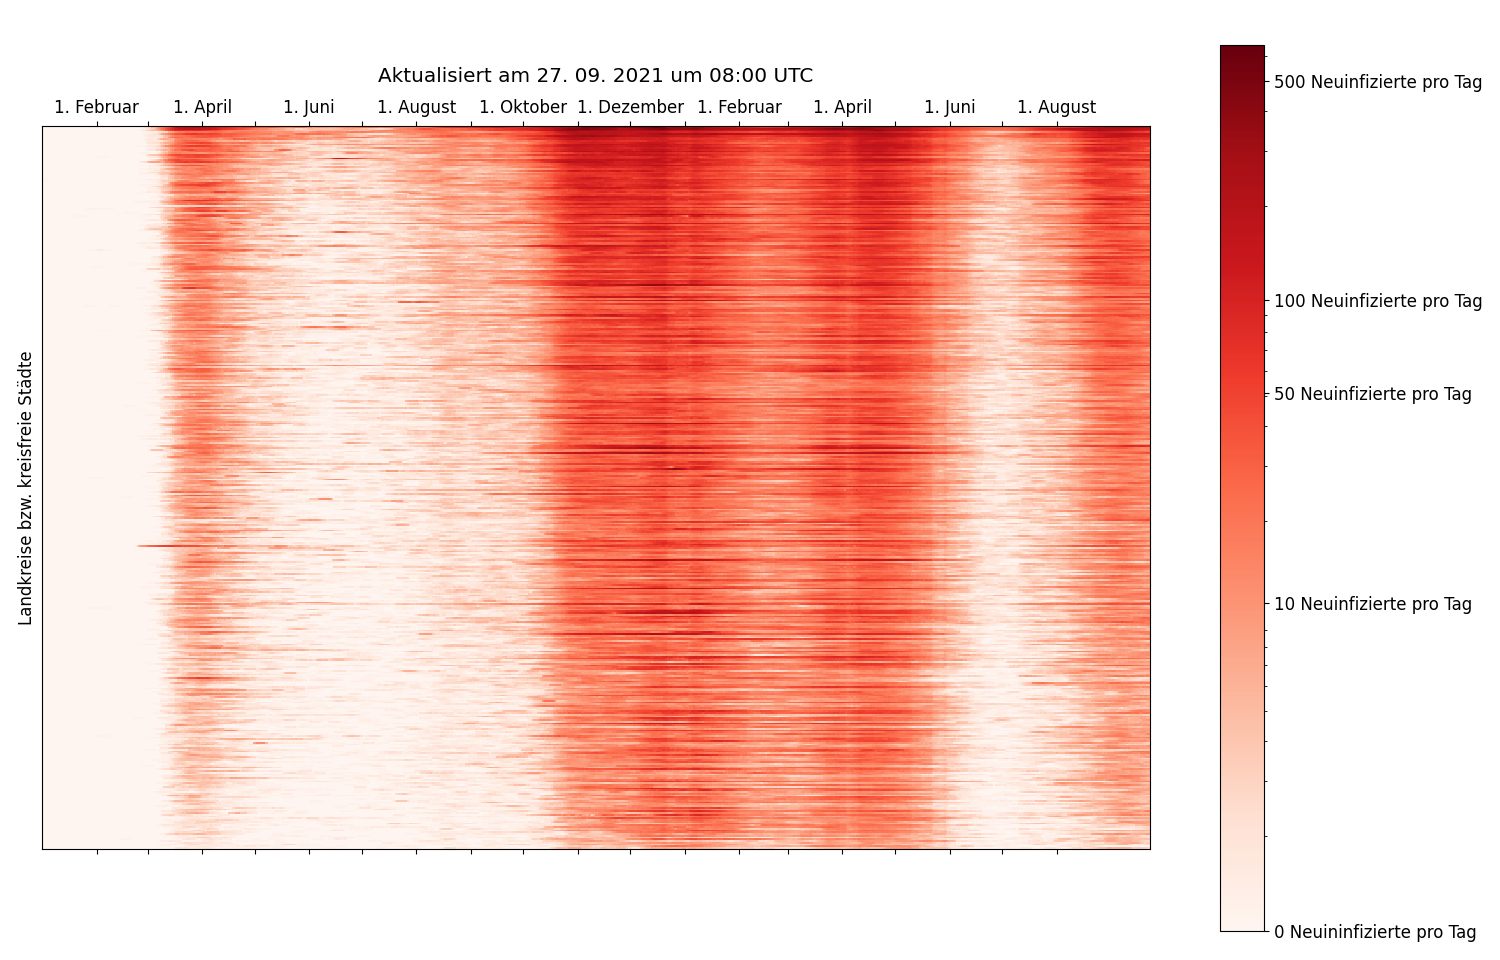 Aktualisiert am 27. 09. 2021 um 08:00 UTC
1. Februar 1. April 1. Juni 1. August 1. Oktober 1. Dezember 1. Februar 1. April 1. Juni 1. August
Landkreise bzw. kreisfreie Städte
500 Neuinfizierte pro Tag
100 Neuinfizierte pro Tag
50 Neuinfizierte pro Tag
10 Neuinfizierte pro Tag
0 Neuininfizierte pro Tag